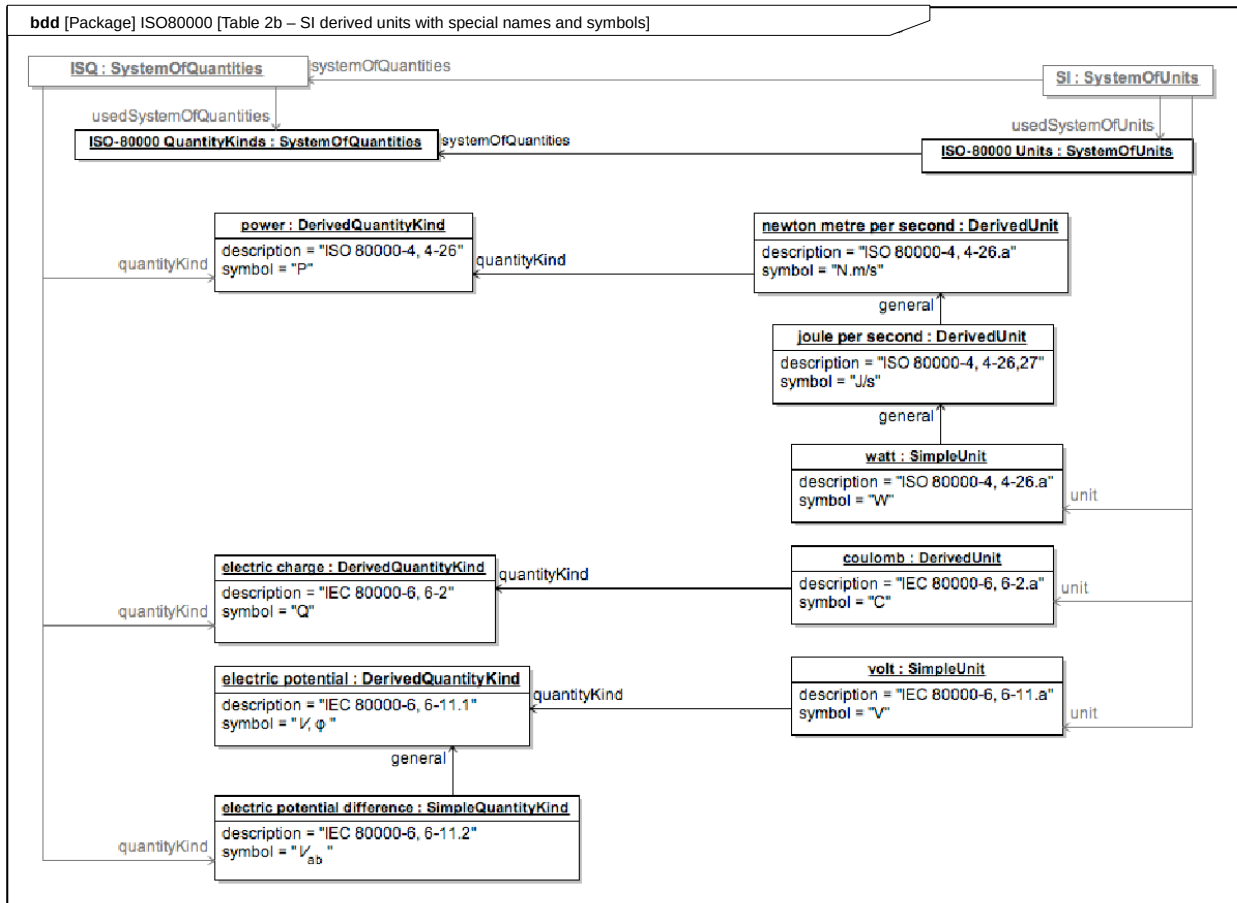 bdd [Package] ISO80000 [Table 2b – SI derived units with special names and symbols]
ISQ : SystemOfQuantities
systemOfQuantities
SI : SystemOfUnits
usedSystemOfQuantities
usedSystemOfUnits
ISO-80000 QuantityKinds : SystemOfQuantities
systemOfQuantities
ISO-80000 Units : SystemOfUnits
power : DerivedQuantityKind
description = "ISO 80000-4, 4-26"
symbol = "P"
quantityKind
quantityKind
newton metre per second : DerivedUnit
description = "ISO 80000-4, 4-26.a"
symbol = "N.m/s"
general
joule per second : DerivedUnit
description = "ISO 80000-4, 4-26,27"
symbol = "J/s"
general
watt : SimpleUnit
description = "ISO 80000-4, 4-26.a"
symbol = "W"
unit
electric charge : DerivedQuantityKind
description = "IEC 80000-6, 6-2"
symbol = "Q"
quantityKind
quantityKind
coulomb : DerivedUnit
description = "IEC 80000-6, 6-2.a"
symbol = "C"
unit
electric potential : DerivedQuantityKind
description = "IEC 80000-6, 6-11.1"
symbol = "V, φ "
quantityKind
volt : SimpleUnit
description = "IEC 80000-6, 6-11.a"
symbol = "V"
unit
general
electric potential difference : SimpleQuantityKind
description = "IEC 80000-6, 6-11.2"
symbol = "V_ab "
quantityKind